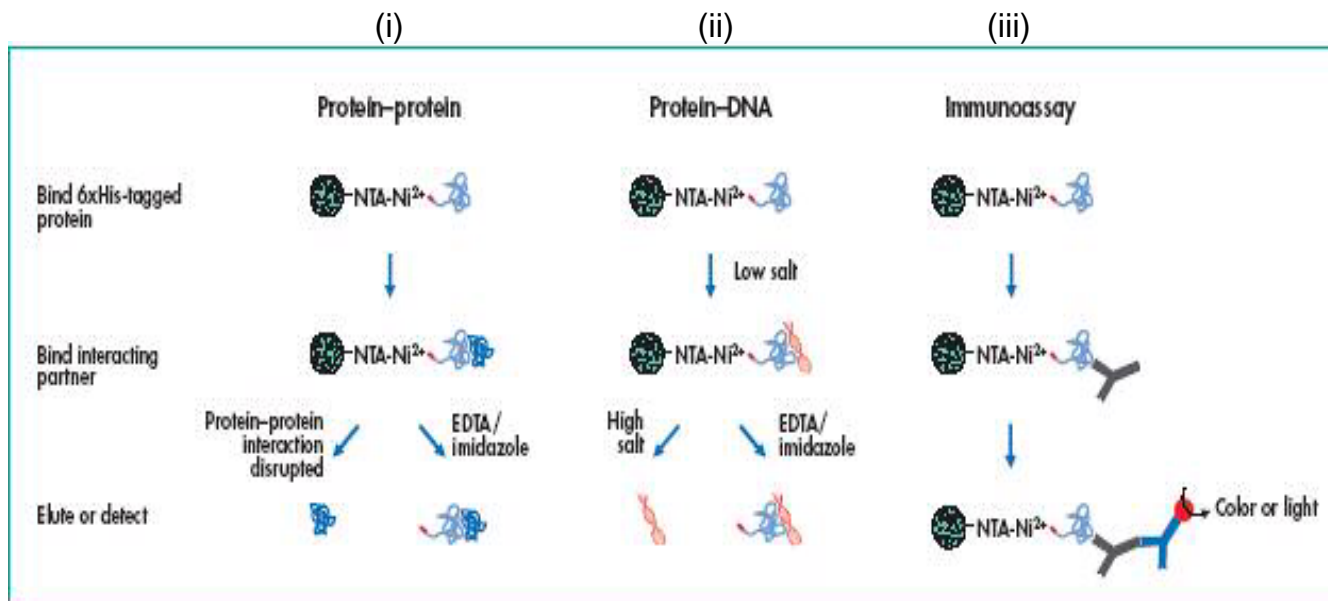 (i) (ii) (iii)
Protein–protein Protein–DNA Immunoassay
Bind 6xHis-tagged
protein
NTA-Ni2+ NTA-Ni2+ NTA-Ni2+
Low salt
Bind interacting
partner
NTA-Ni2+ NTA-Ni2+ NTA-Ni2+
Protein–protein
interaction
disrupted
EDTA/
imidazole
High
salt
EDTA/
imidazole
Elute or detect
NTA-Ni2+
Color or light